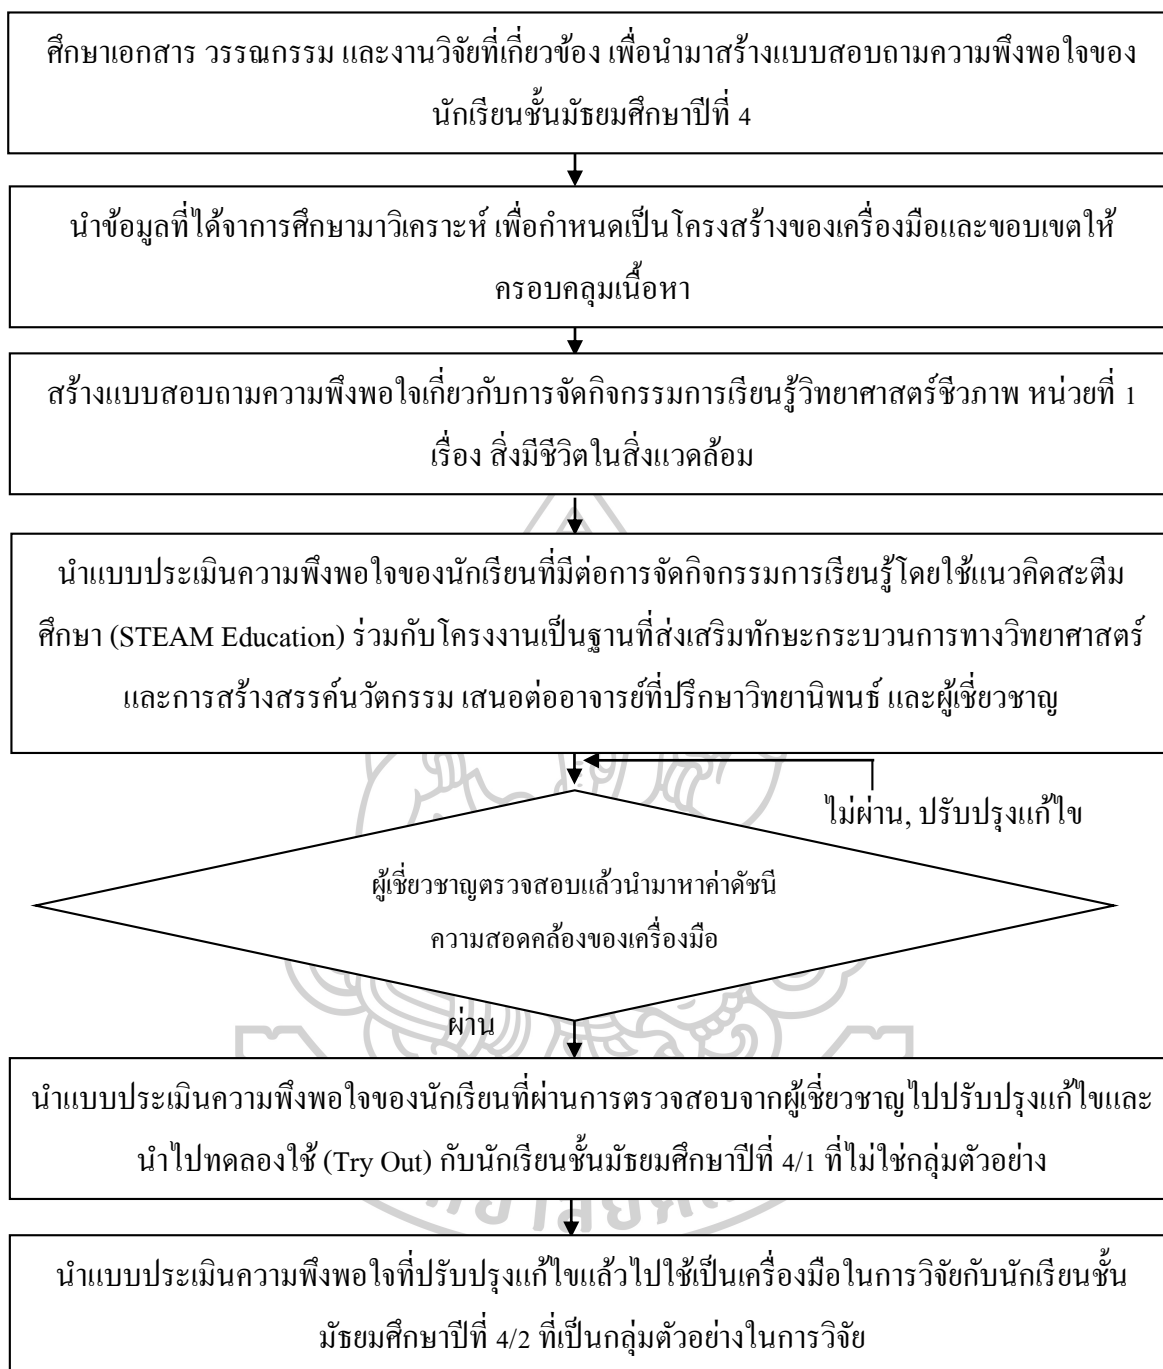 ศึกษาเอกสาร วรรณกรรม และงานวิจัยที่เกี่ยวข้อง เพื่อนำมาสร้างแบบสอบถามความพึงพอใจของ
นักเรียนชั้นมัธยมศึกษาปีที่ 4
นำข้อมูลที่ได้จาการศึกษามาวิเคราะห์ เพื่อกำหนดเป็นโครงสร้างของเครื่องมือและขอบเขตให้
ครอบคลุมเนื้อหา
สร้างแบบสอบถามความพึงพอใจเกี่ยวกับการจัดกิจกรรมการเรียนรู้วิทยาศาสตร์ชีวภาพ หน่วยที่ 1
เรื่อง สิ่งมีชีวิตในสิ่งแวดล้อม
นำแบบประเมินความพึงพอใจของนักเรียนที่มีต่อการจัดกิจกรรมการเรียนรู้โดยใช้แนวคิดสะตีม
ศึกษา (STEAM Education) ร่วมกับโครงงานเป็นฐานที่ส่งเสริมทักษะกระบวนการทางวิทยาศาสตร์
และการสร้างสรรค์นวัตกรรม เสนอต่ออาจารย์ที่ปรึกษาวิทยานิพนธ์ และผู้เชี่ยวชาญ
ไม่ผ่าน, ปรับปรุงแก้ไข
ผู้เชี่ยวชาญตรวจสอบแล้วนำมาหาค่าดัชนี
ความสอดคล้องของเครื่องมือ
ผ่าน
นำแบบประเมินความพึงพอใจของนักเรียนที่ผ่านการตรวจสอบจากผู้เชี่ยวชาญไปปรับปรุงแก้ไขและ
นำไปทดลองใช้ (Try Out) กับนักเรียนชั้นมัธยมศึกษาปีที่ 4/1 ที่ไม่ใช่กลุ่มตัวอย่าง
นำแบบประเมินความพึงพอใจที่ปรับปรุงแก้ไขแล้วไปใช้เป็นเครื่องมือในการวิจัยกับนักเรียนชั้น
มัธยมศึกษาปีที่ 4/2 ที่เป็นกลุ่มตัวอย่างในการวิจัย